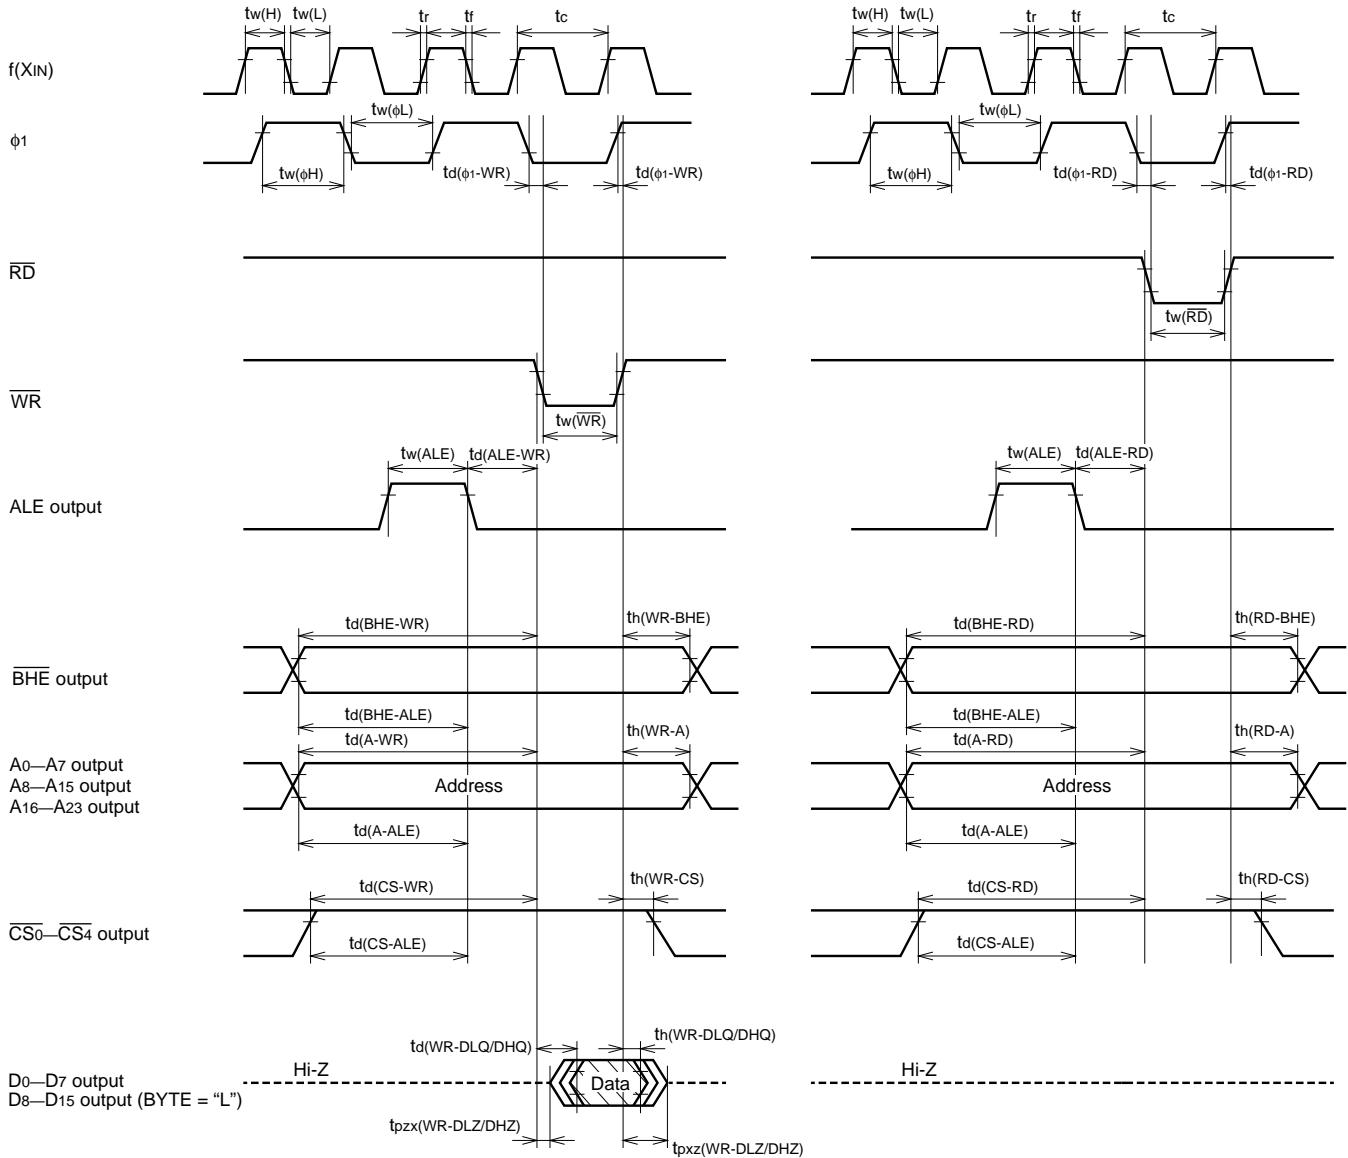 tw(H) tw(L) tr tf tc tw(H) tw(L) tr tf tc
f(XIN)
tw(ϕL) tw(ϕL)
ϕ1
tw(ϕH) td(ϕ1-WR) td(ϕ1-WR) tw(ϕH) td(ϕ1-RD) td(ϕ1-RD)
RD
tw(RD)
WR
tw(WR)
tw(ALE) td(ALE-WR) tw(ALE) td(ALE-RD)
ALE output
td(BHE-WR) th(WR-BHE) td(BHE-RD) th(RD-BHE)
BHE output
td(BHE-ALE) td(BHE-ALE)
td(A-WR) th(WR-A) td(A-RD) th(RD-A)
A0—A7 output
A8—A15 output Address Address
A16—A23 output
td(A-ALE) td(A-ALE)
td(CS-WR) th(WR-CS) td(CS-RD) th(RD-CS)
CS0—CS4 output
td(CS-ALE) td(CS-ALE)
td(WR-DLQ/DHQ) th(WR-DLQ/DHQ)
Hi-Z Hi-Z
D0—D7 output Data
D8—D15 output (BYTE = “L”)
tpzx(WR-DLZ/DHZ) tpxz(WR-DLZ/DHZ)